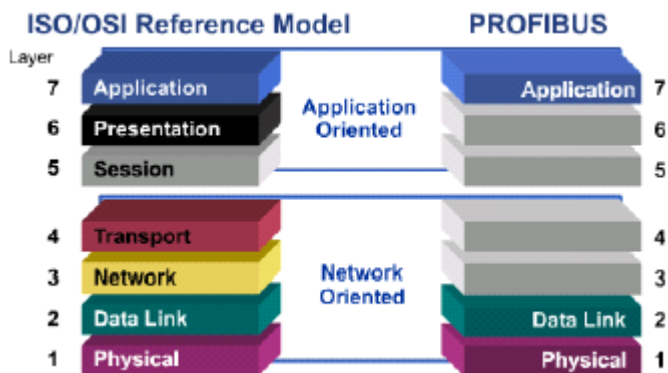 ISO/OSI Reference Model PROFIBUS
Layer
7 Application Application 7
6 Presentation 6
Application
Oriented
5 Session 5
4 Transport 4
3 Network 3
Network
Oriented
2 Data Link Data Link 2
1 Physical Physical 1